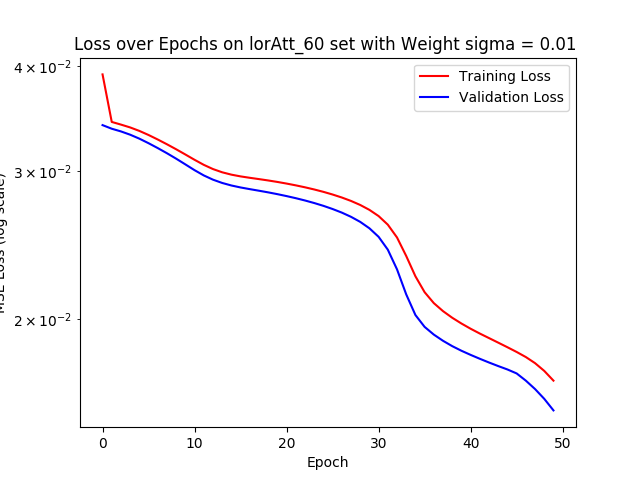 Loss over Epochs on lorAtt_60 set with Weight sigma = 0.01
Training Loss
Validation Loss
4 × 10⁻²
3 × 10⁻²
2 × 10⁻²
MSE Loss (log scale)
0 10 20 30 40 50
Epoch